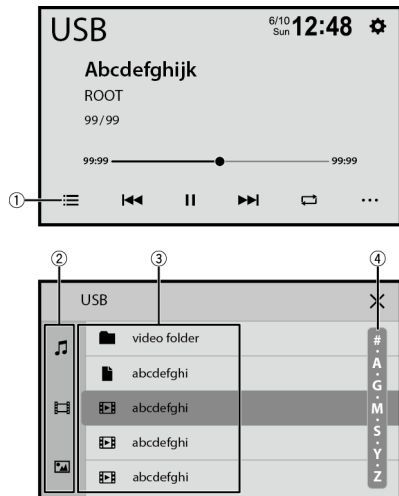 USB
6/10
Sun 12:48
Abcdefghijk
ROOT
99/99
99:99 99:99
①
② ③ ④
USB
video folder
abcdefghi
abcdefghi
abcdefghi
abcdefghi
#
·
A
·
G
·
M
·
S
·
Y
·
Z